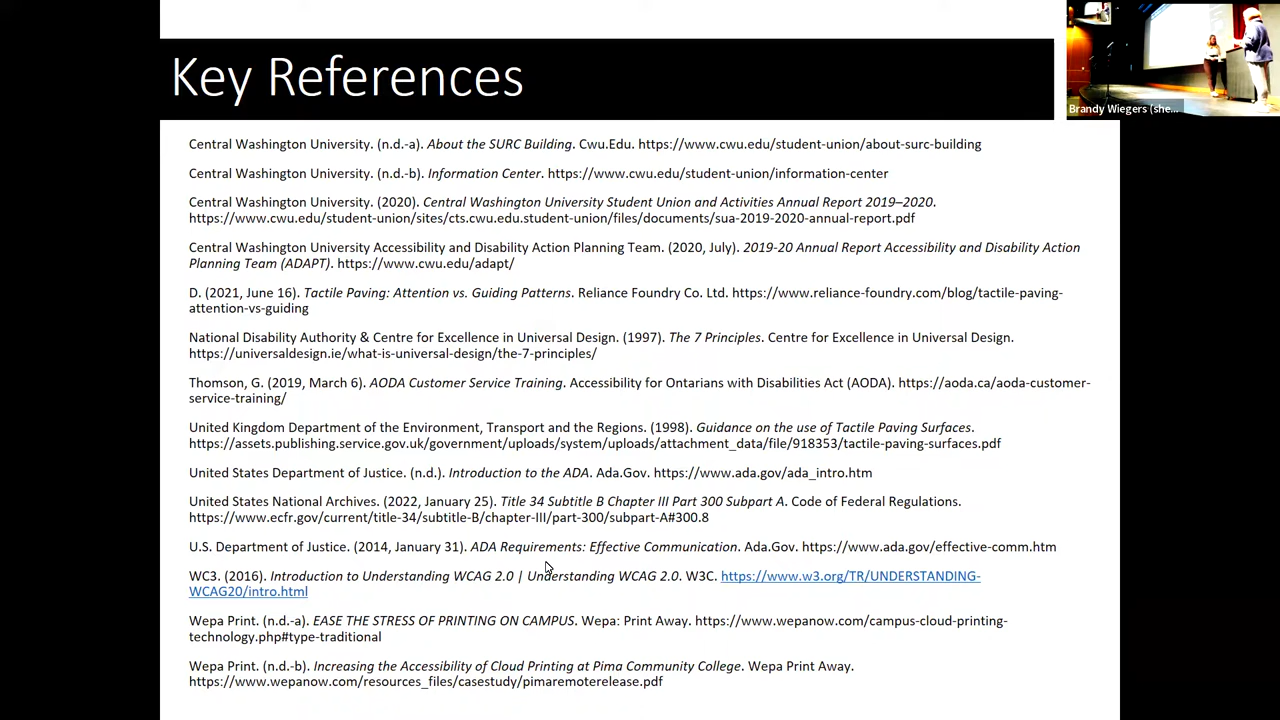 Key References
Brandy Wiegers (she...
Central Washington University. (n.d.-a). About the SURC Building. Cwu.Edu. https://www.cwu.edu/student-union/about-surc-building
Central Washington University. (n.d.-b). Information Center. https://www.cwu.edu/student-union/information-center
Central Washington University. (2020). Central Washington University Student Union and Activities Annual Report 2019–2020.
https://www.cwu.edu/student-union/sites/cts.cwu.edu.student-union/files/documents/sua-2019-2020-annual-report.pdf
Central Washington University Accessibility and Disability Action Planning Team. (2020, July). 2019-20 Annual Report Accessibility and Disability Action
Planning Team (ADAPT). https://www.cwu.edu/adapt/
D. (2021, June 16). Tactile Paving: Attention vs. Guiding Patterns. Reliance Foundry Co. Ltd. https://www.reliance-foundry.com/blog/tactile-paving-
attention-vs-guiding
National Disability Authority & Centre for Excellence in Universal Design. (1997). The 7 Principles. Centre for Excellence in Universal Design.
https://universaldesign.ie/what-is-universal-design/the-7-principles/
Thomson, G. (2019, March 6). AODA Customer Service Training. Accessibility for Ontarians with Disabilities Act (AODA). https://aoda.ca/aoda-customer-
service-training/
United Kingdom Department of the Environment, Transport and the Regions. (1998). Guidance on the use of Tactile Paving Surfaces.
https://assets.publishing.service.gov.uk/government/uploads/system/uploads/attachment_data/file/918353/tactile-paving-surfaces.pdf
United States Department of Justice. (n.d.). Introduction to the ADA. Ada.Gov. https://www.ada.gov/ada_intro.htm
United States National Archives. (2022, January 25). Title 34 Subtitle B Chapter III Part 300 Subpart A. Code of Federal Regulations.
https://www.ecfr.gov/current/title-34/subtitle-B/chapter-III/part-300/subpart-A#300.8
U.S. Department of Justice. (2014, January 31). ADA Requirements: Effective Communication. Ada.Gov. https://www.ada.gov/effective-comm.htm
WC3. (2016). Introduction to Understanding WCAG 2.0 | Understanding WCAG 2.0. W3C. https://www.w3.org/TR/UNDERSTANDING-
WCAG20/intro.html
Wepa Print. (n.d.-a). EASE THE STRESS OF PRINTING ON CAMPUS. Wepa: Print Away. https://www.wepanow.com/campus-cloud-printing-
technology.php#type-traditional
Wepa Print. (n.d.-b). Increasing the Accessibility of Cloud Printing at Pima Community College. Wepa Print Away.
https://www.wepanow.com/resources_files/casestudy/pimaremoterelease.pdf